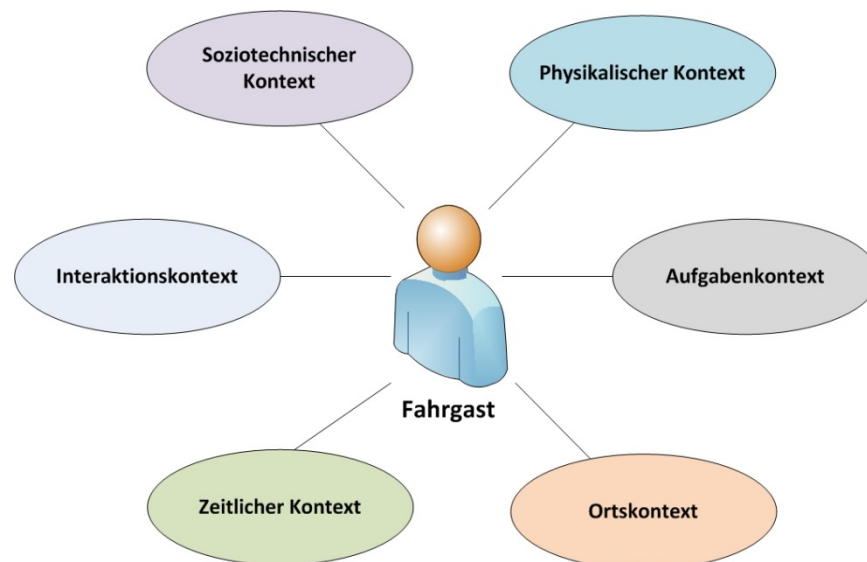 Soziotechnischer
Kontext
Physikalischer Kontext
Interaktionskontext
Aufgabenkontext
Fahrgast
Zeitlicher Kontext
Ortskontext